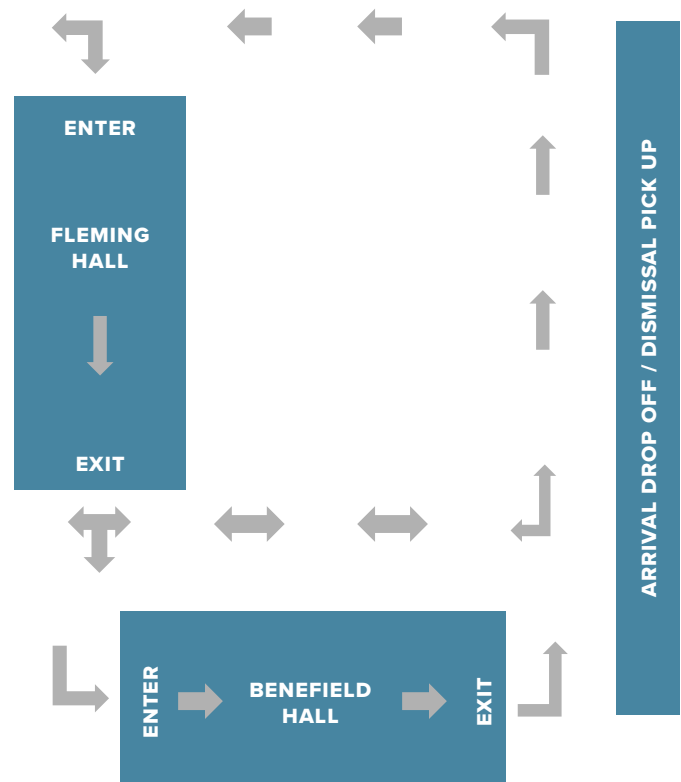 ENTER
FLEMING
HALL
EXIT
ENTER
BENEFIELD
HALL
EXIT
ARRIVAL DROP OFF / DISMISSAL PICK UP